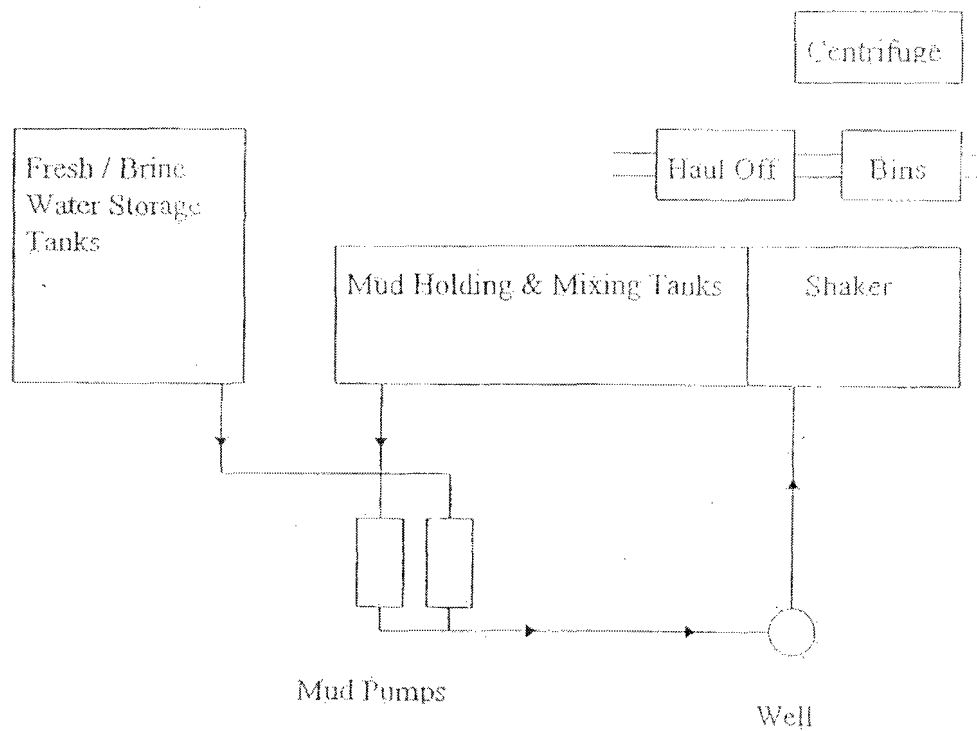 Centrifuge
Fresh / Brine
Water Storage
Tanks
Haul Off
Bins
Mud Holding & Mixing Tanks
Shaker
Mud Pumps
Well